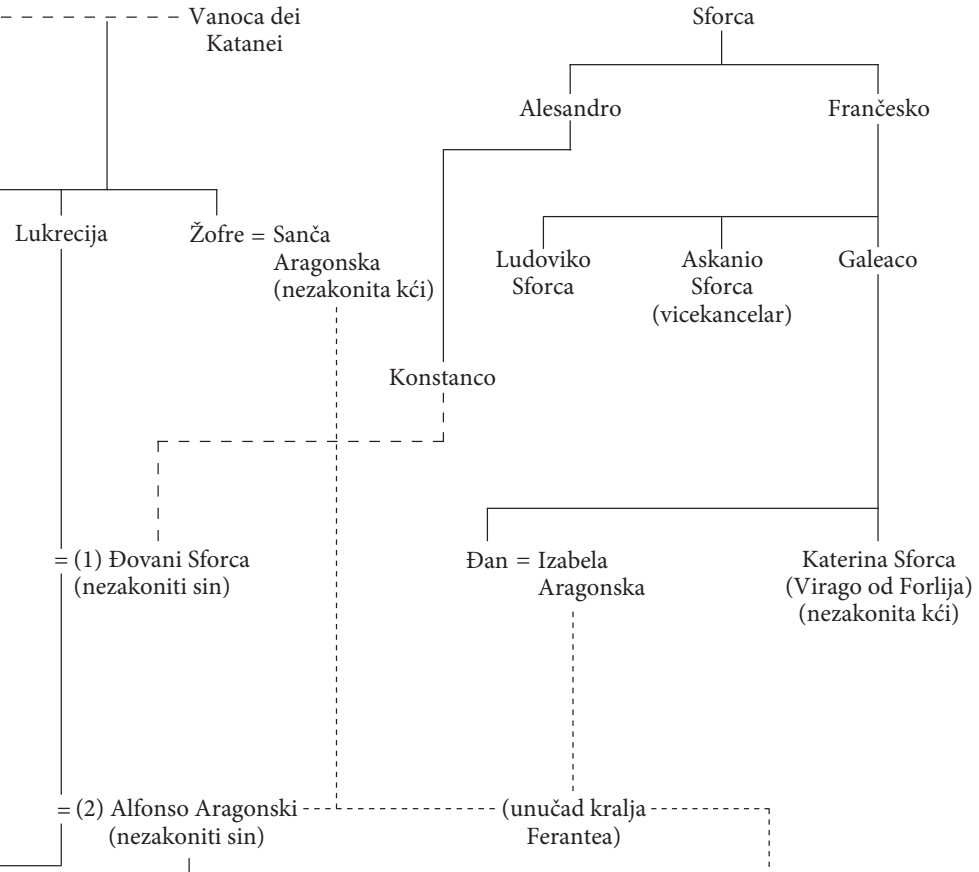 Vanoca dei
Katanei
Sforca
Alesandro
Frančesko
Lukrecija
Žofre = Sanča
Aragonska
(nezakonita kći)
Ludoviko
Sforca
Askanio
Sforca
(vicekancelar)
Galeaco
Konstanco
= (1) Đovani Sforca
(nezakoniti sin)
Đan = Izabela
Aragonska
Katerina Sforca
(Virago od Forlija)
(nezakonita kći)
= (2) Alfonso Aragonski
(nezakoniti sin)
(unučad kralja
Ferantea)